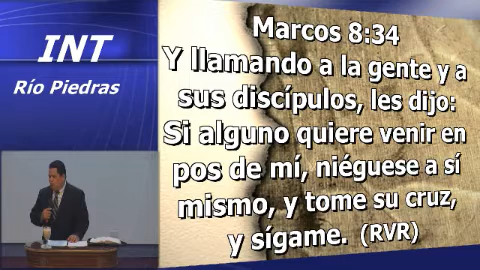 INT
Río Piedras
Marcos 8:34
Y llamando a la gente y a
sus discípulos, les dijo:
Si alguno quiere venir en
pos de mí, niéguese a sí
mismo, y tome su cruz,
y sígame. (RVR)